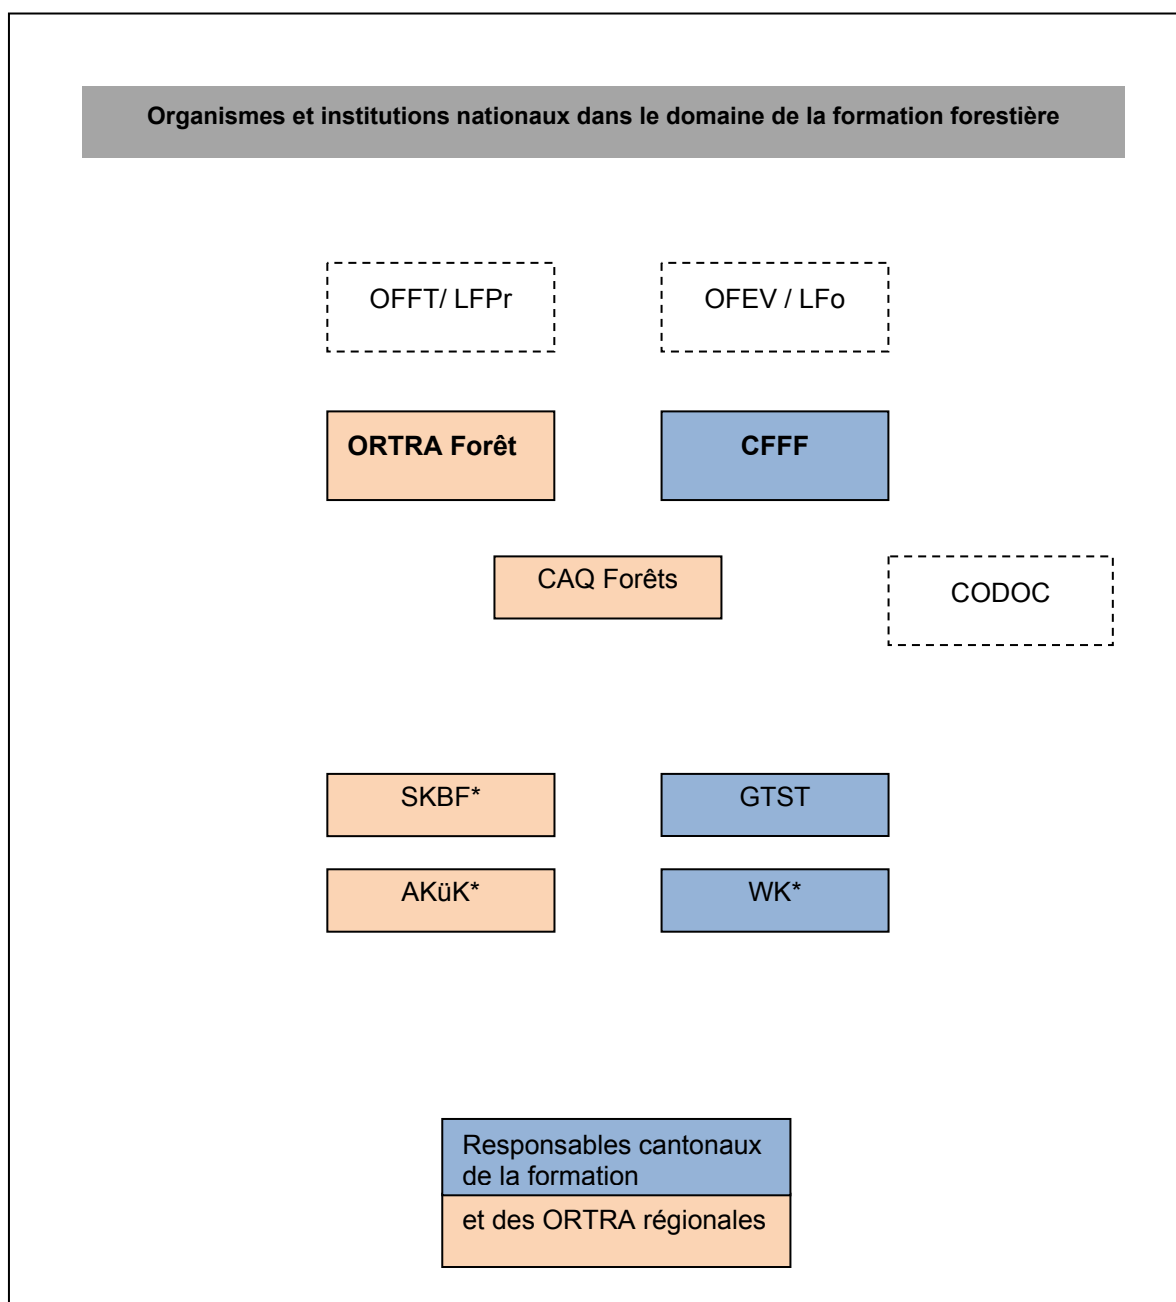 Organismes et institutions nationaux dans le domaine de la formation forestière
OFFT/ LFPr
OFEV / LFo
ORTRA Forêt
CFFF
CAQ Forêts
CODOC
SKBF*
GTST
AKüK*
WK*
Responsables cantonaux
de la formation
et des ORTRA régionales